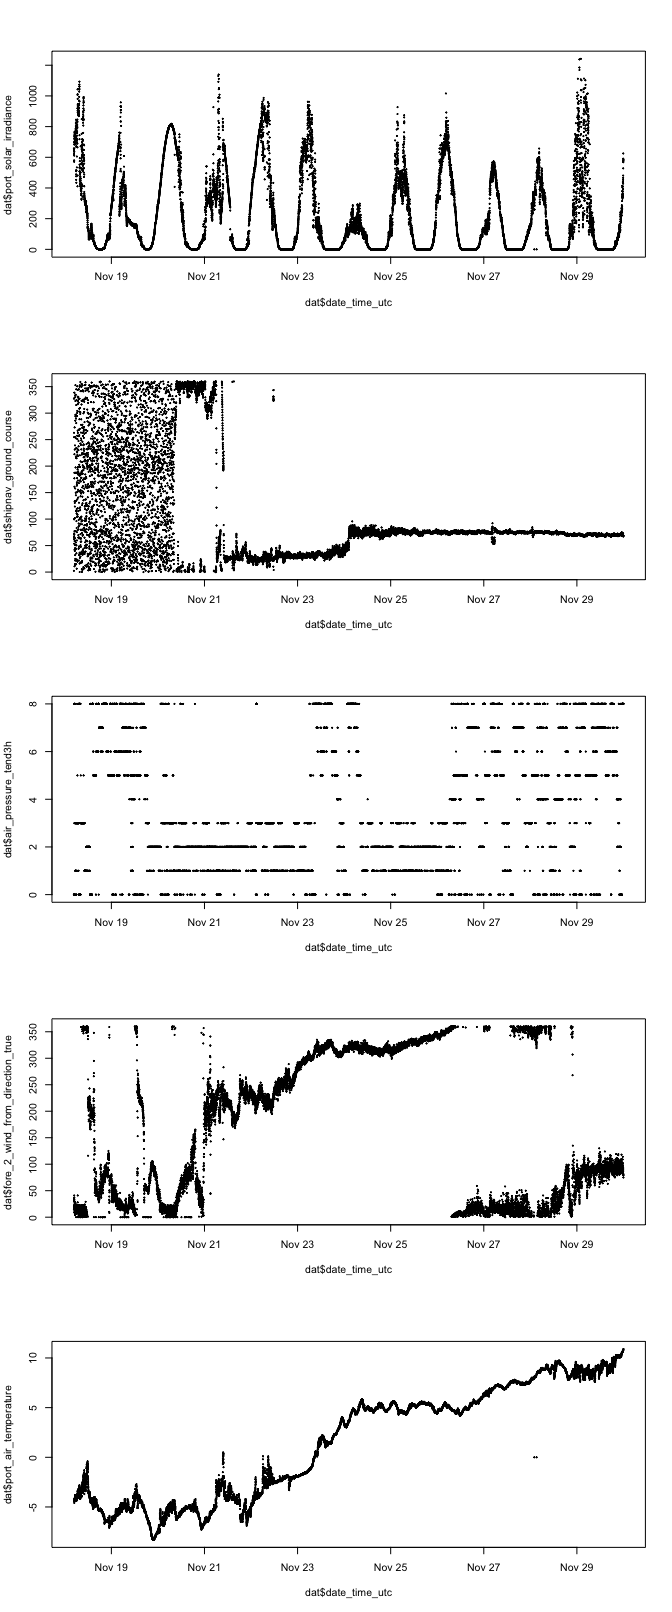 dat$port_solar_irradiance
0 200 400 600 800 1000
Nov 19 Nov 21 Nov 23 Nov 25 Nov 27 Nov 29
dat$date_time_utc
dat$shipnav_ground_course
0 50 100 150 200 250 300 350
Nov 19 Nov 21 Nov 23 Nov 25 Nov 27 Nov 29
dat$date_time_utc
dat$air_pressure_tend3h
0 2 4 6 8
Nov 19 Nov 21 Nov 23 Nov 25 Nov 27 Nov 29
dat$date_time_utc
dat$fore_2_wind_from_direction_true
0 50 100 150 200 250 300 350
Nov 19 Nov 21 Nov 23 Nov 25 Nov 27 Nov 29
dat$date_time_utc
dat$port_air_temperature
-5 0 5 10
Nov 19 Nov 21 Nov 23 Nov 25 Nov 27 Nov 29
dat$date_time_utc